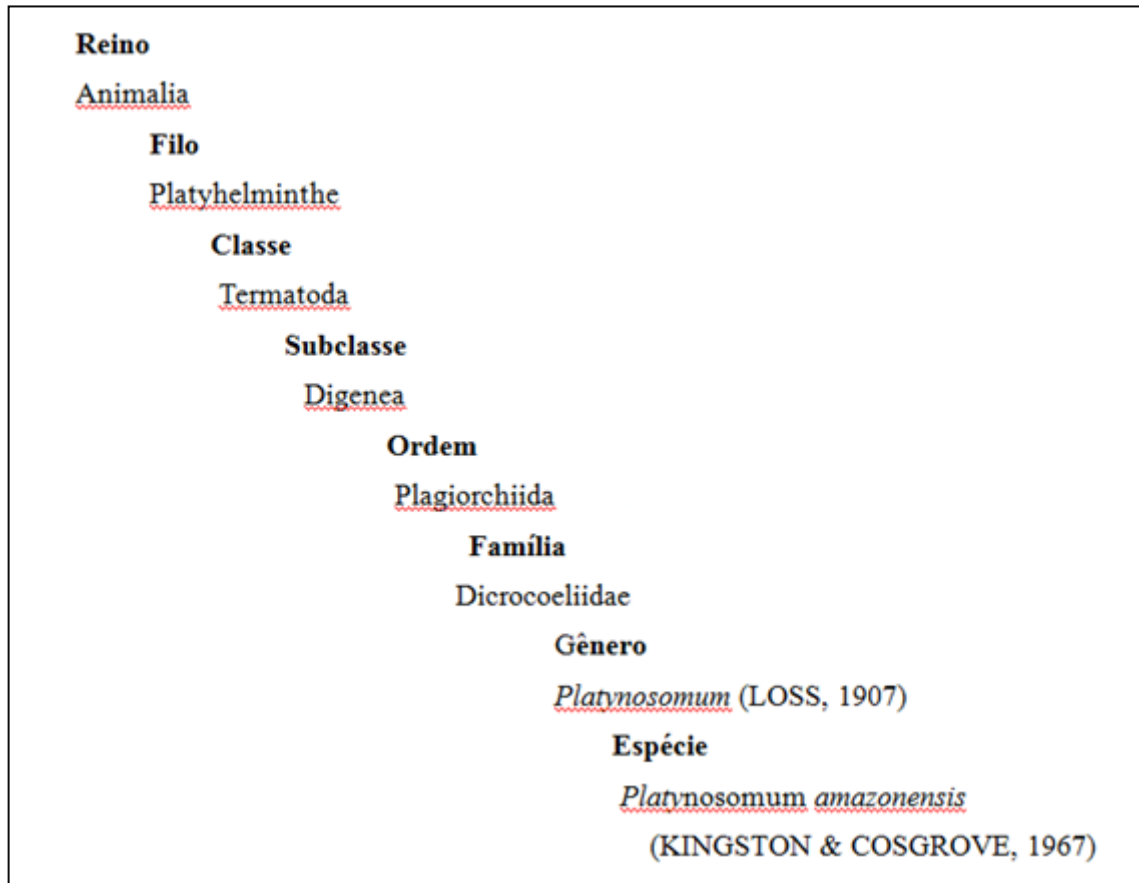 Reino
Animalia
Filo
Platyhelminthe
Classe
Termatoda
Subclasse
Digenea
Ordem
Plagiorchiida
Família
Dicrocoeliidae
Gênero
Platynosomum (LOSS, 1907)
Espécie
Platynosomum amazonensis
(KINGSTON & COSGROVE, 1967)